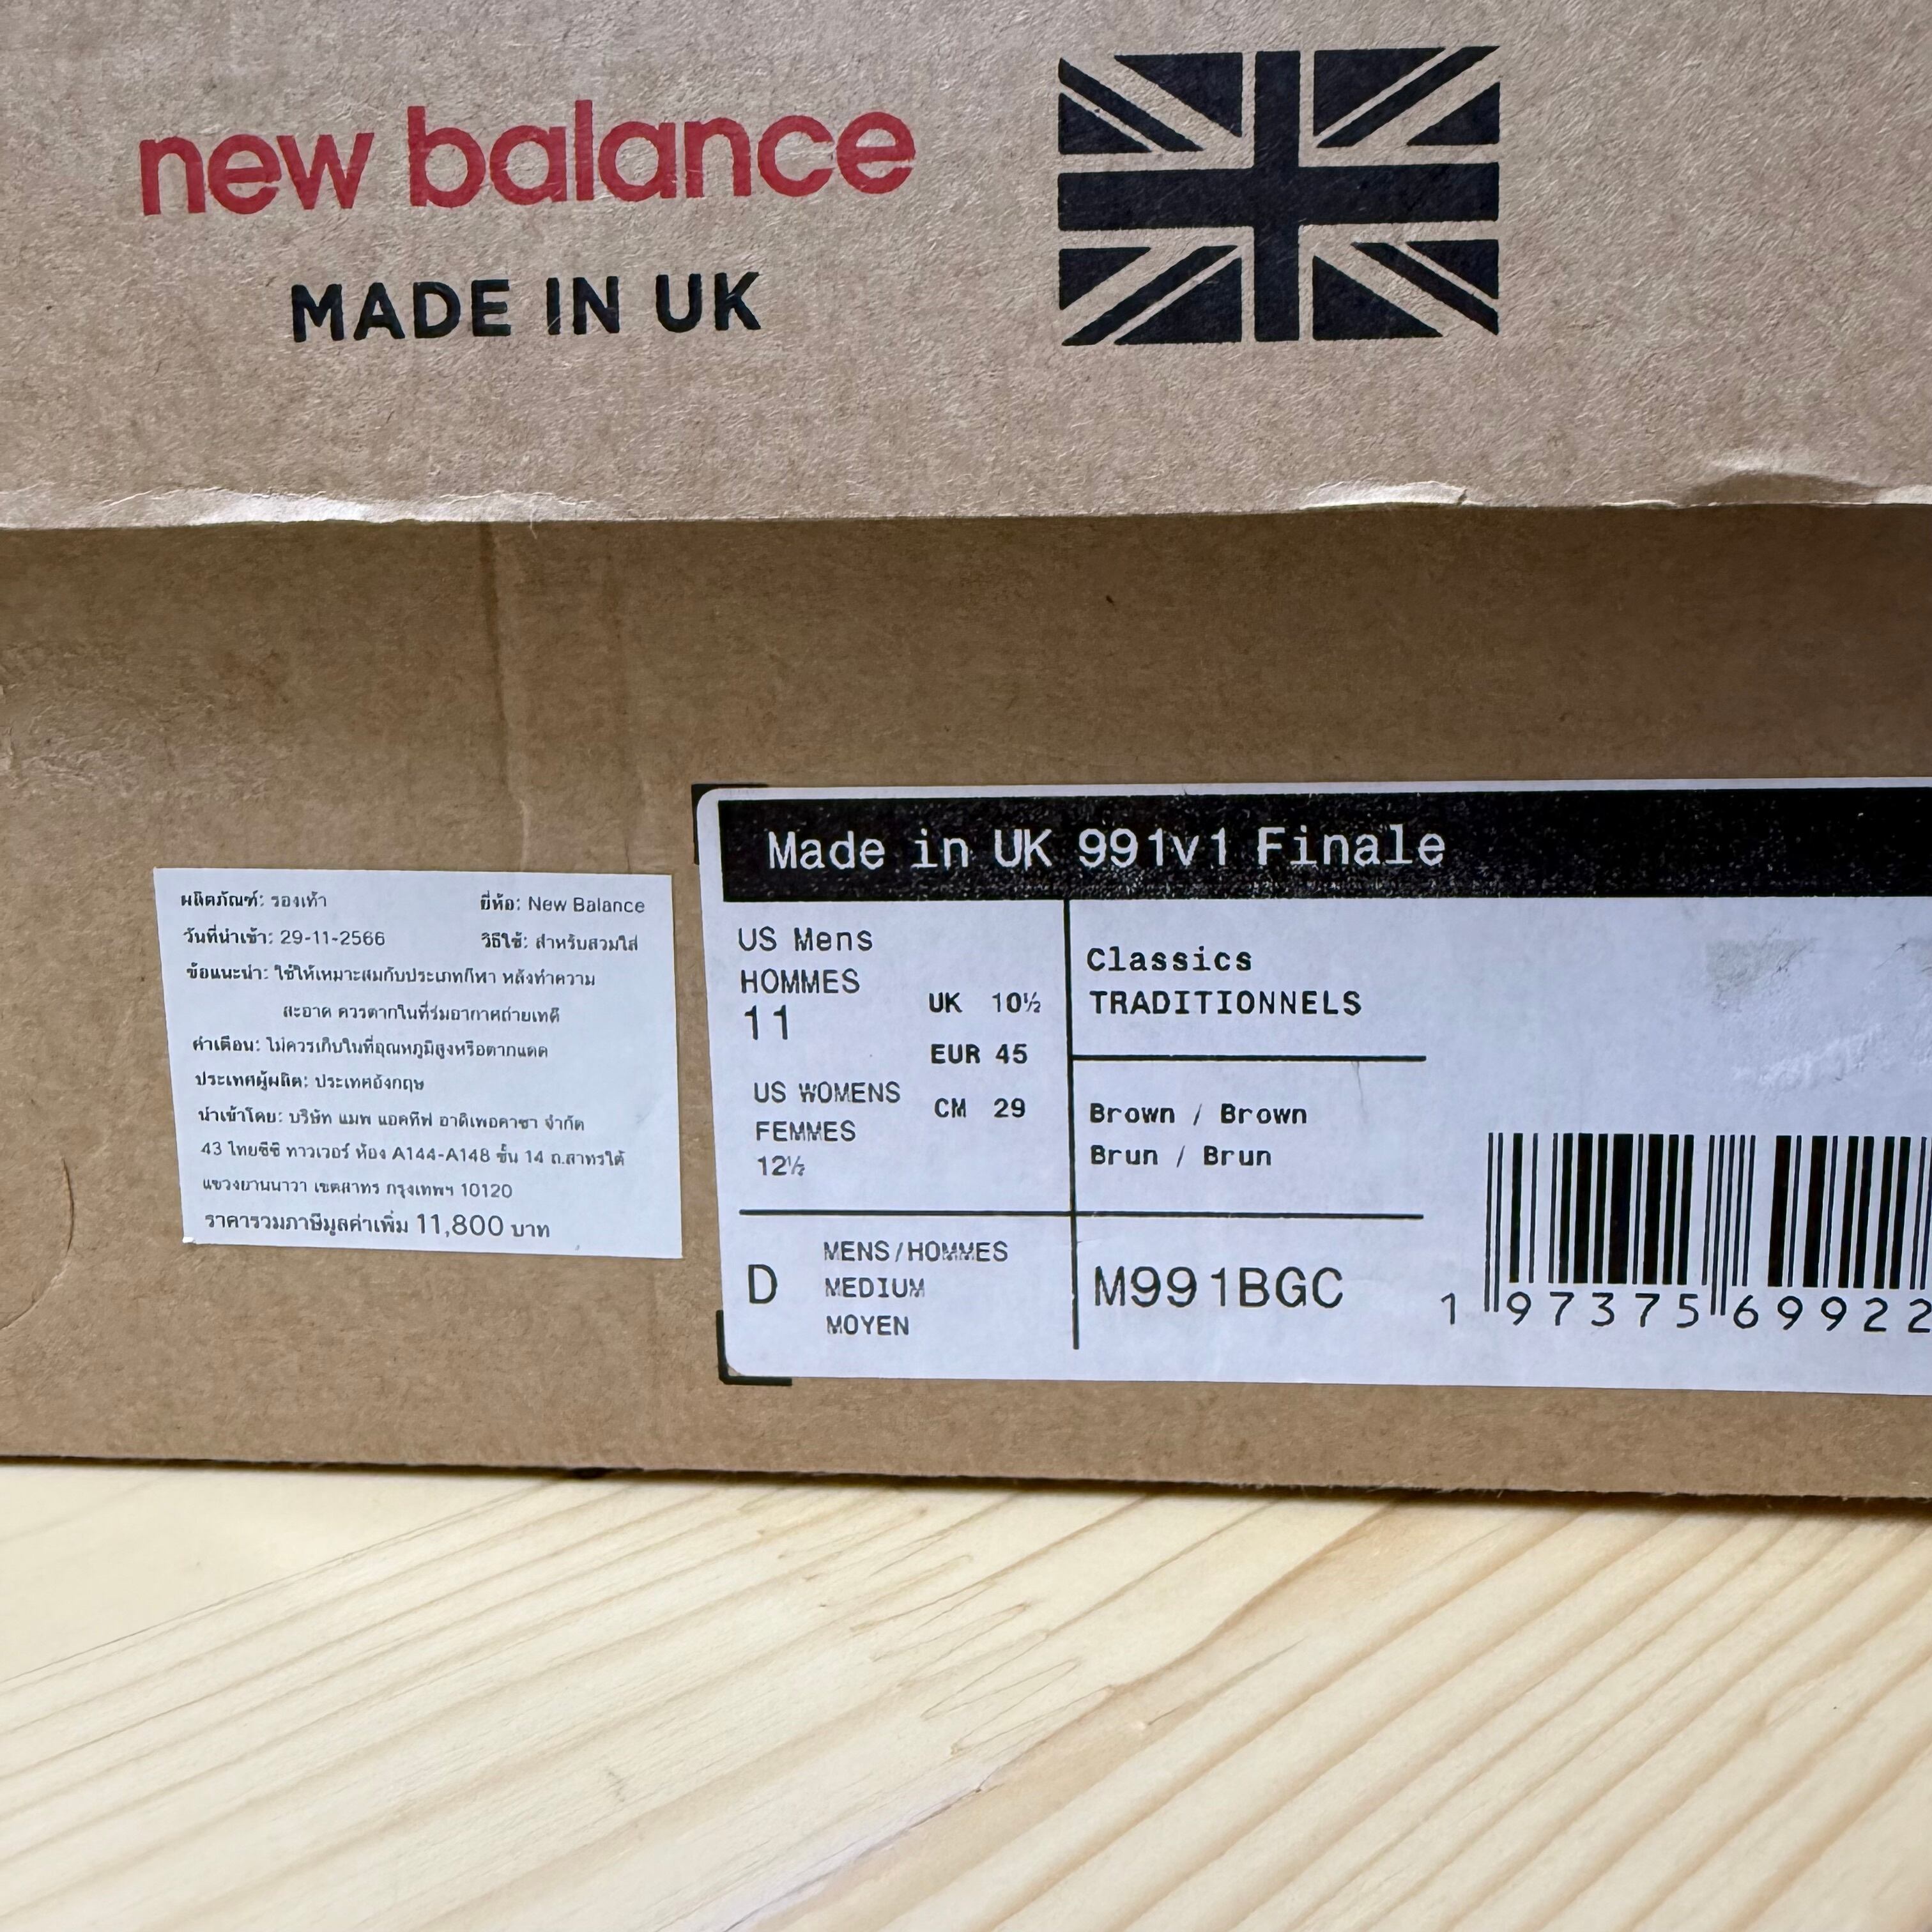 new balance
MADE IN UK
ผลิตภัณฑ์: รองเท้า ยี่ห้อ: New Balance
วันที่นำเข้า: 29-11-2566 วิธีใช้: สำหรับสวมใส่
ข้อแนะนำ: ใช้ให้เหมาะสมกับประเภทกีฬา หลังทำความ
สะอาด ควรตากในที่ร่มอากาศถ่ายเทดี
คำเตือน: ไม่ควรเก็บในที่อุณหภูมิสูงหรือตากแดด
ประเทศผู้ผลิต: ประเทศอังกฤษ
นำเข้าโดย: บริษัท แมพ แอคทีฟ อาดิเพอคาซา จำกัด
43 ไทยซีซี ทาวเวอร์ ห้อง A144-A148 ชั้น 14 ถ.สาทรใต้
แขวงยานนาวา เขตสาทร กรุงเทพฯ 10120
ราคารวมภาษีมูลค่าเพิ่ม 11,800 บาท
Made in UK 991v1 Finale
US Mens
HOMMES
11
UK 10½
EUR 45
CM 29
US WOMENS
FEMMES
12½
Classics
TRADITIONNELS
Brown / Brown
Brun / Brun
D
MENS/HOMMES
MEDIUM
MOYEN
M991BGC
1 97375 69922